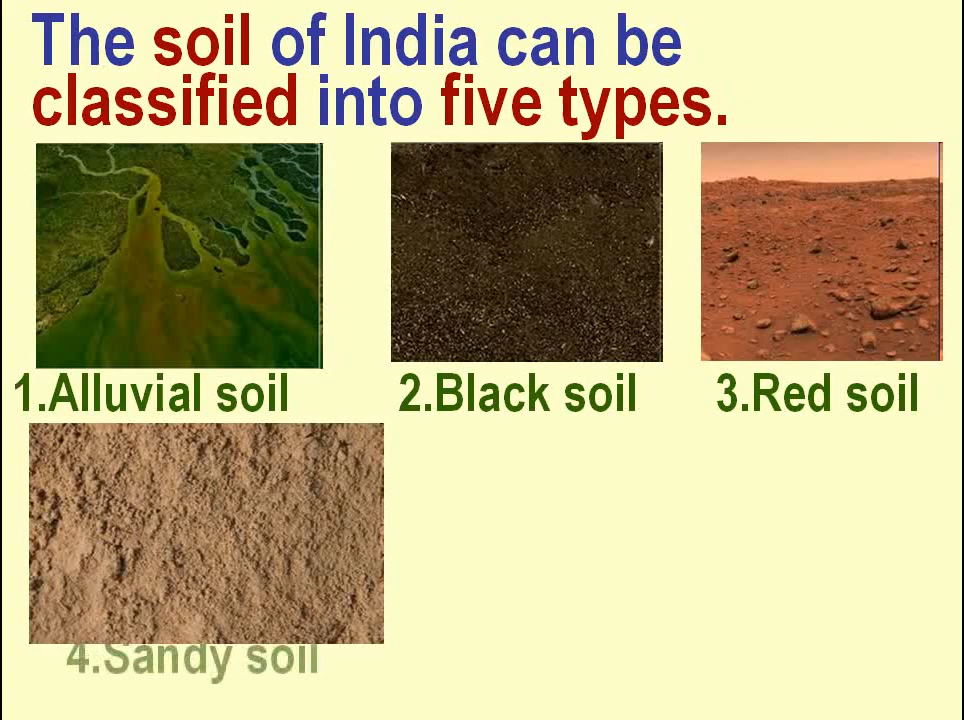 The soil of India can be
classified into five types.
1.Alluvial soil
2.Black soil
3.Red soil
4.Sandy soil